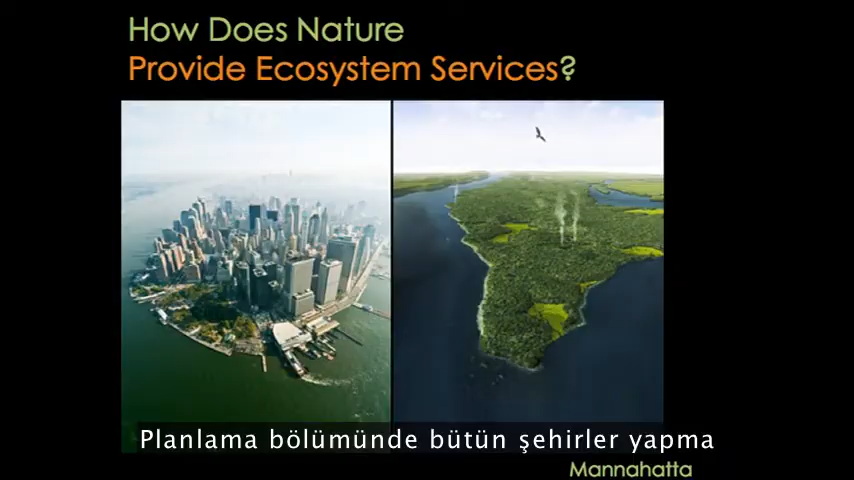 How Does Nature
Provide Ecosystem Services?
Planlama bölümünde bütün şehirler yapma
Mannahatta